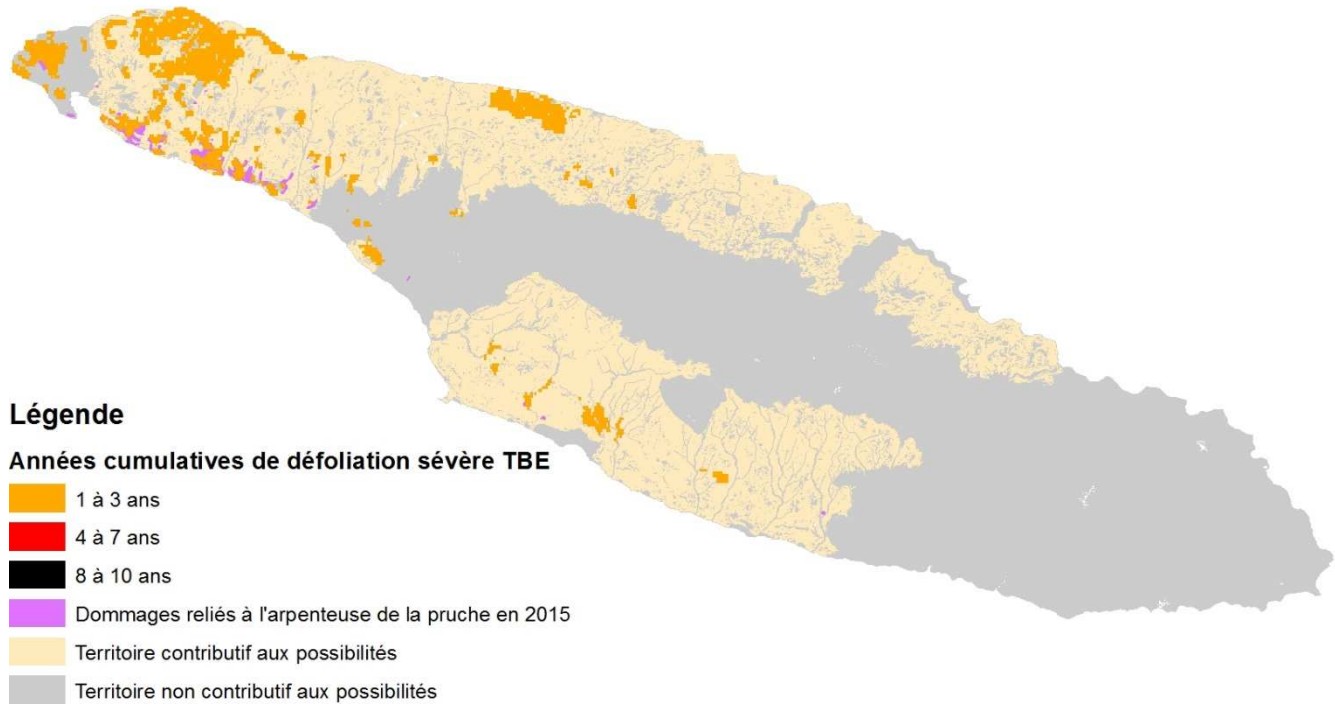 Légende
Années cumulatives de défoliation sévère TBE
1 à 3 ans
4 à 7 ans
8 à 10 ans
Dommages reliés à l'arpenteuse de la pruche en 2015
Territoire contributif aux possibilités
Territoire non contributif aux possibilités